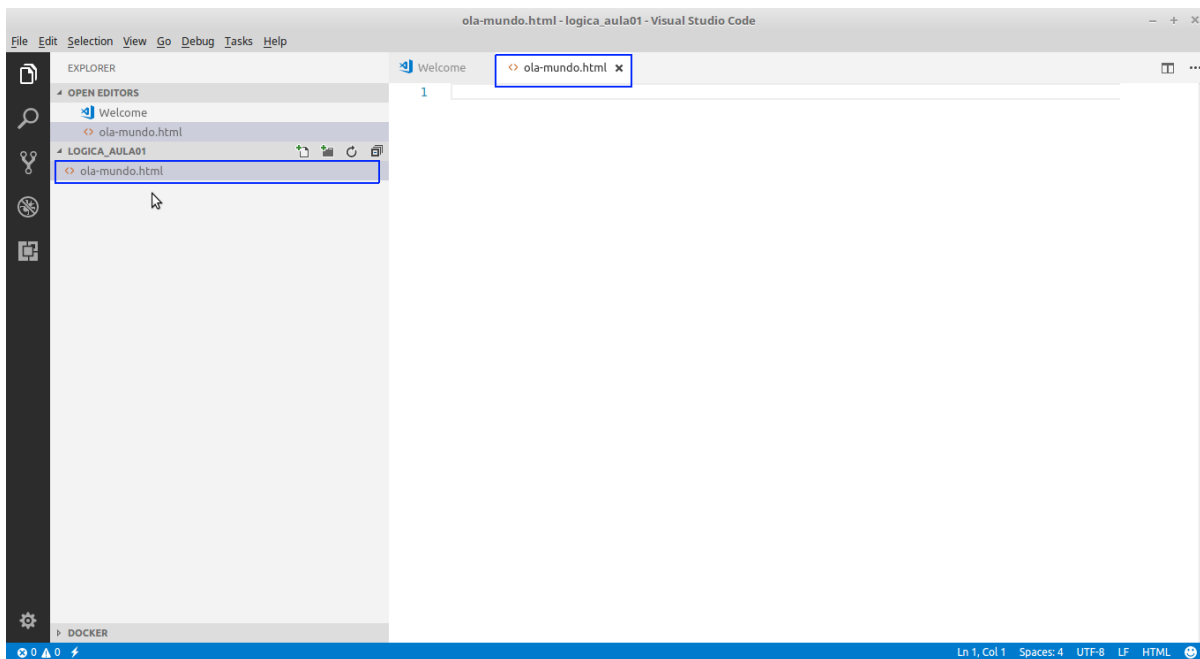 ola-mundo.html - logica_aula01 - Visual Studio Code
File Edit Selection View Go Debug Tasks Help
EXPLORER
OPEN EDITORS
Welcome
ola-mundo.html
LOGICA_AULA01
ola-mundo.html
DOCKER
Welcome ola-mundo.html
1
0 0 Ln 1, Col 1 Spaces: 4 UTF-8 LF HTML